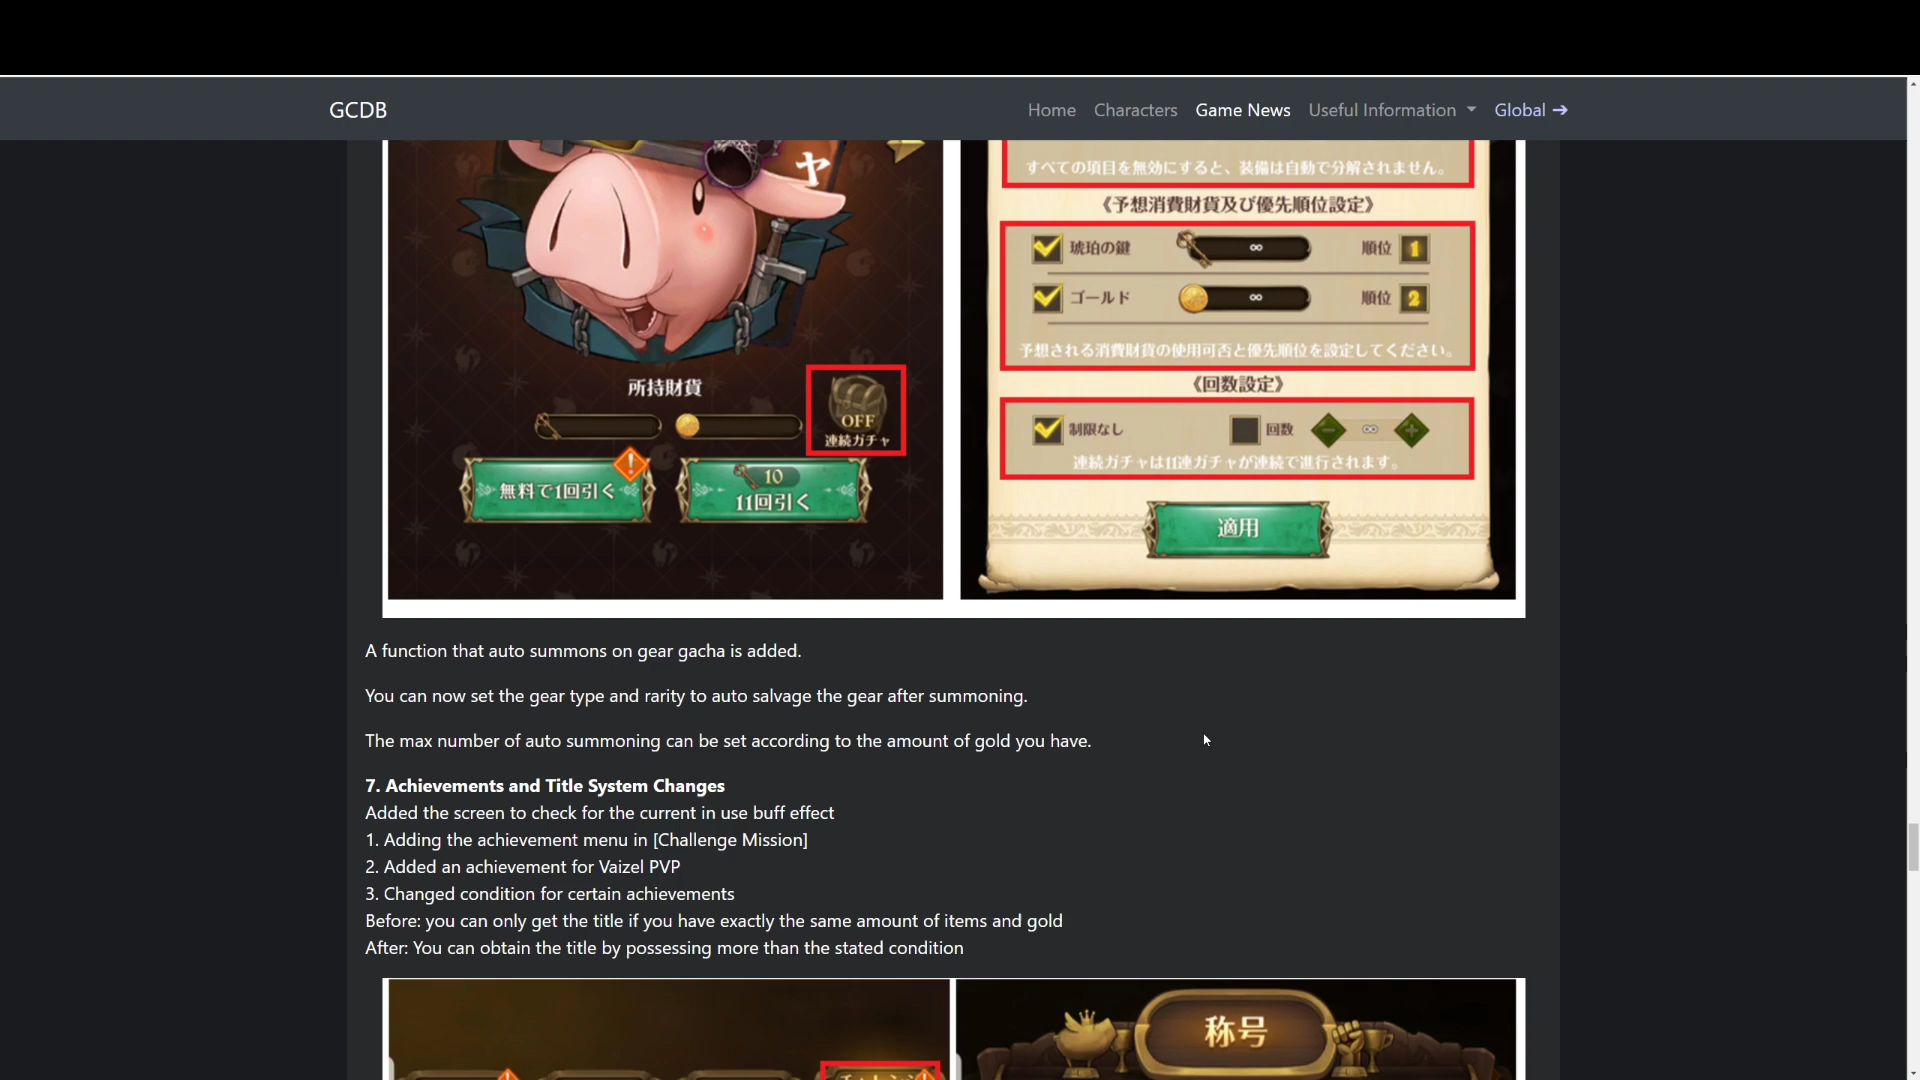 GCDB
Home Characters Game News Useful Information Global →
ヤ
すべての項目を無効にすると、装備は自動で分解されません。
《予想消費財貨及び優先順位設定》
琥珀の鍵 ∞ 順位 1
ゴールド ∞ 順位 2
予想される消費財貨の使用可否と優先順位を設定してください。
所持財貨
OFF
連続ガチャ
無料で1回引く
10
11回引く
《回数設定》
制限なし 回数 ∞
連続ガチャは11連ガチャが連続で進行されます。
適用
A function that auto summons on gear gacha is added.
You can now set the gear type and rarity to auto salvage the gear after summoning.
The max number of auto summoning can be set according to the amount of gold you have.
7. Achievements and Title System Changes
Added the screen to check for the current in use buff effect
1. Adding the achievement menu in [Challenge Mission]
2. Added an achievement for Vaizel PVP
3. Changed condition for certain achievements
Before: you can only get the title if you have exactly the same amount of items and gold
After: You can obtain the title by possessing more than the stated condition
称号